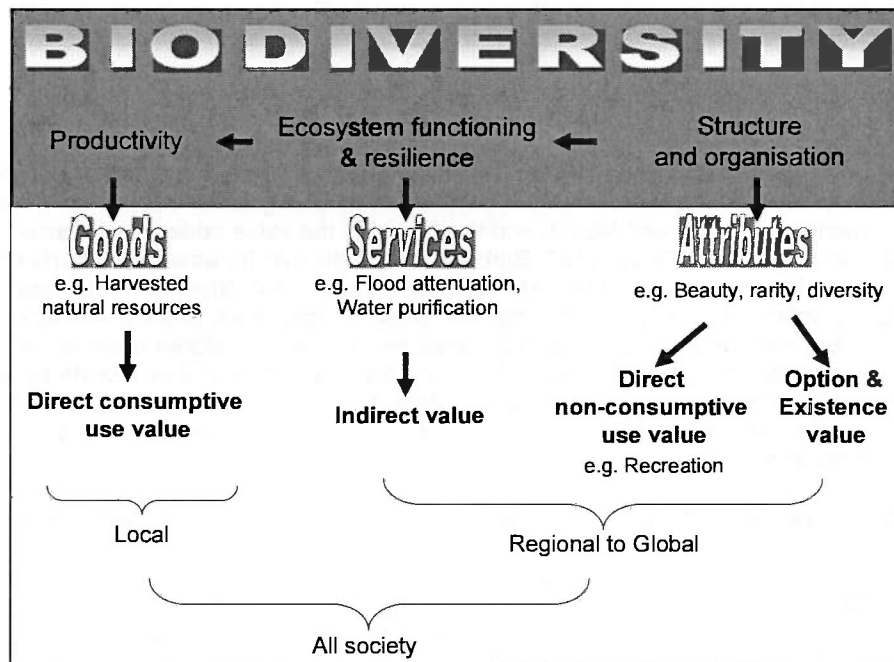 BIODIVERSITY
Productivity
Ecosystem functioning
& resilience
Structure
and organisation
Goods
e.g. Harvested
natural resources
Services
e.g. Flood attenuation,
Water purification
Attributes
e.g. Beauty, rarity, diversity
Direct consumptive
use value
Indirect value
Direct
non-consumptive
use value
e.g. Recreation
Option &
Existence
value
Local
Regional to Global
All society